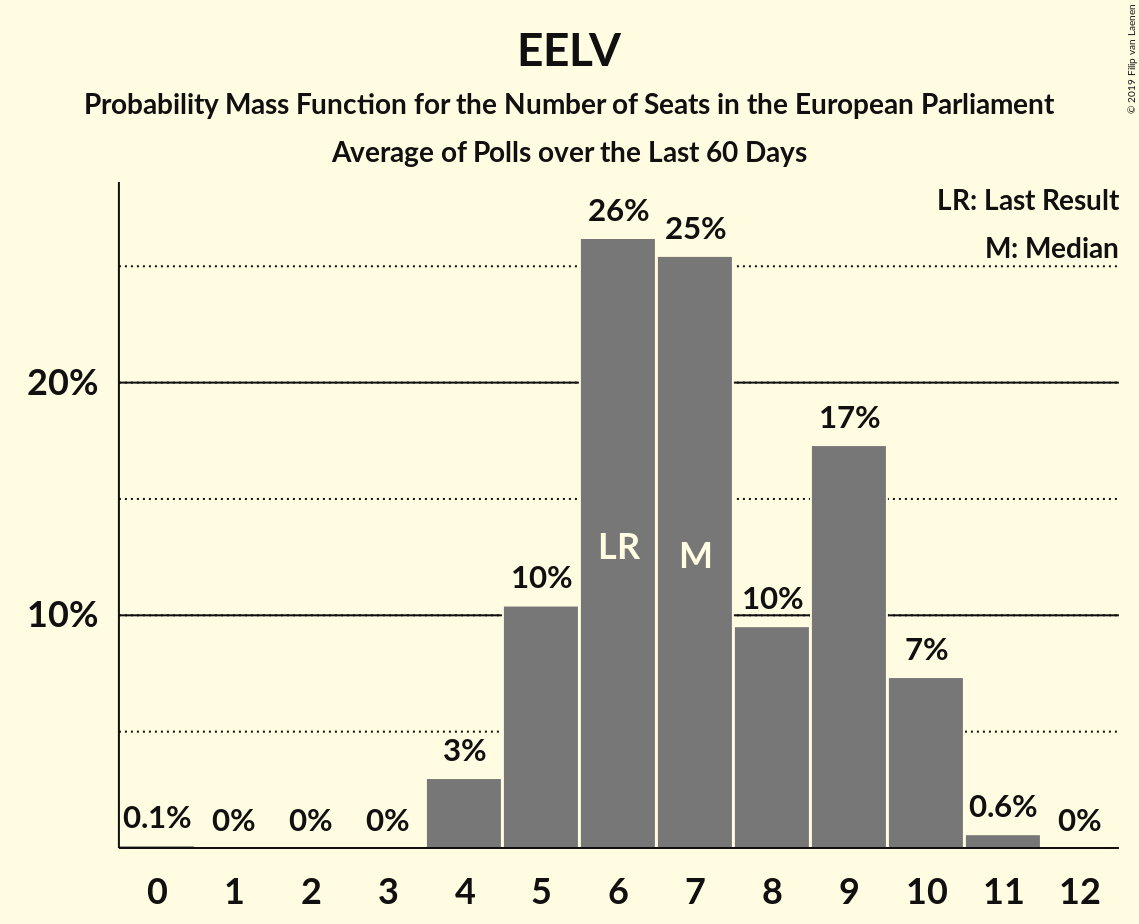 EELV
Probability Mass Function for the Number of Seats in the European Parliament
Average of Polls over the Last 60 Days
© 2019 Filip van Laenen
LR: Last Result
M: Median
26%
25%
20%
17%
LR
M
10%
10%
10%
7%
3%
0.1%
0%
0%
0%
0.6%
0%
0 1 2 3 4 5 6 7 8 9 10 11 12